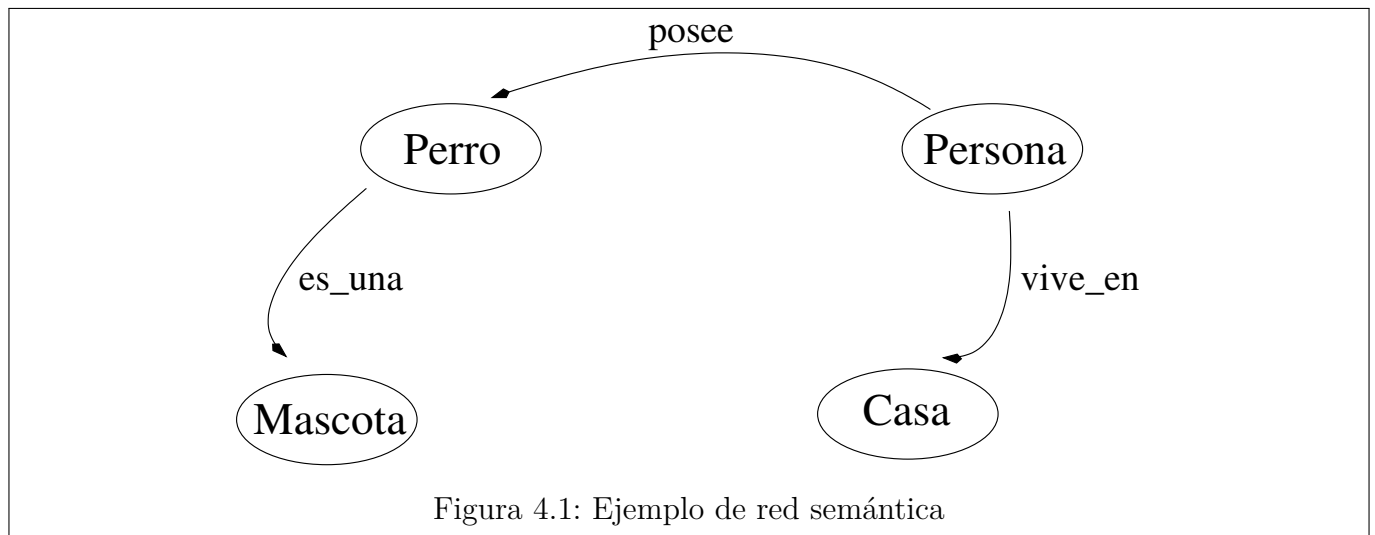 posee
Perro
Persona
es_una
vive_en
Mascota
Casa
Figura 4.1: Ejemplo de red semántica